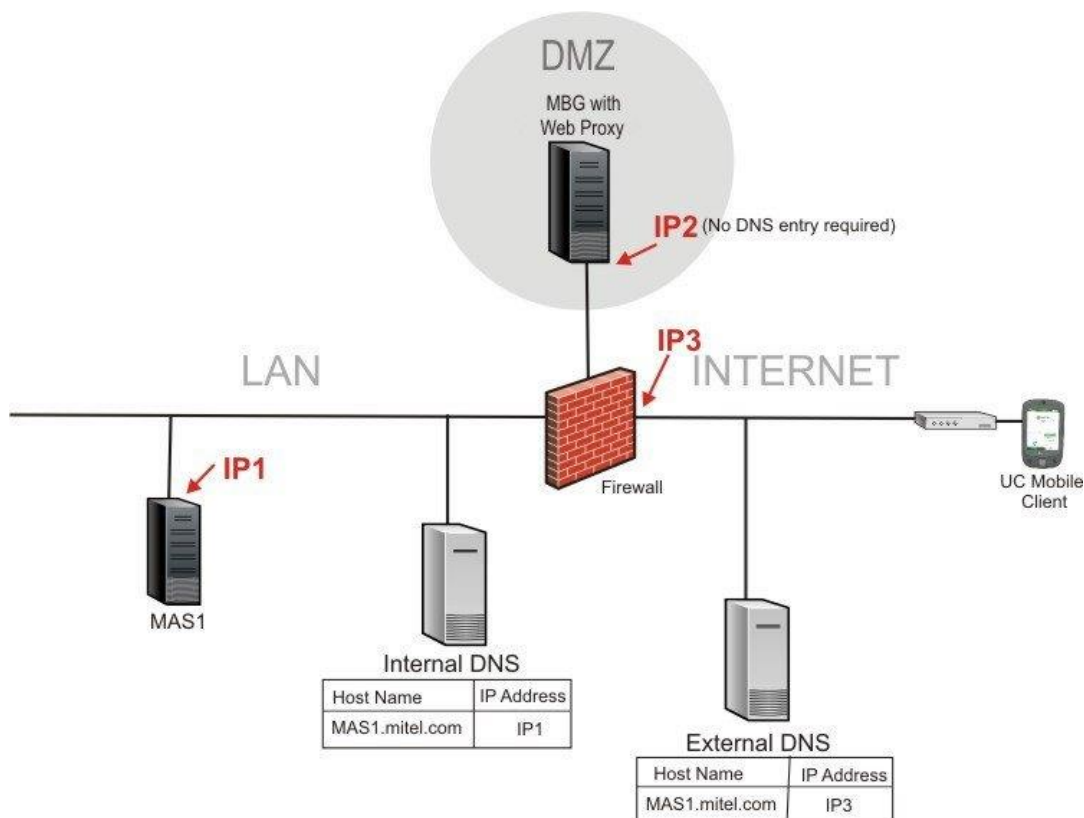 DMZ
MBG with
Web Proxy
IP2 (No DNS entry required)
IP3
LAN
INTERNET
IP1
Firewall
UC Mobile
Client
MAS1
Internal DNS
Host Name IP Address
MAS1.mitel.com IP1
External DNS
Host Name IP Address
MAS1.mitel.com IP3